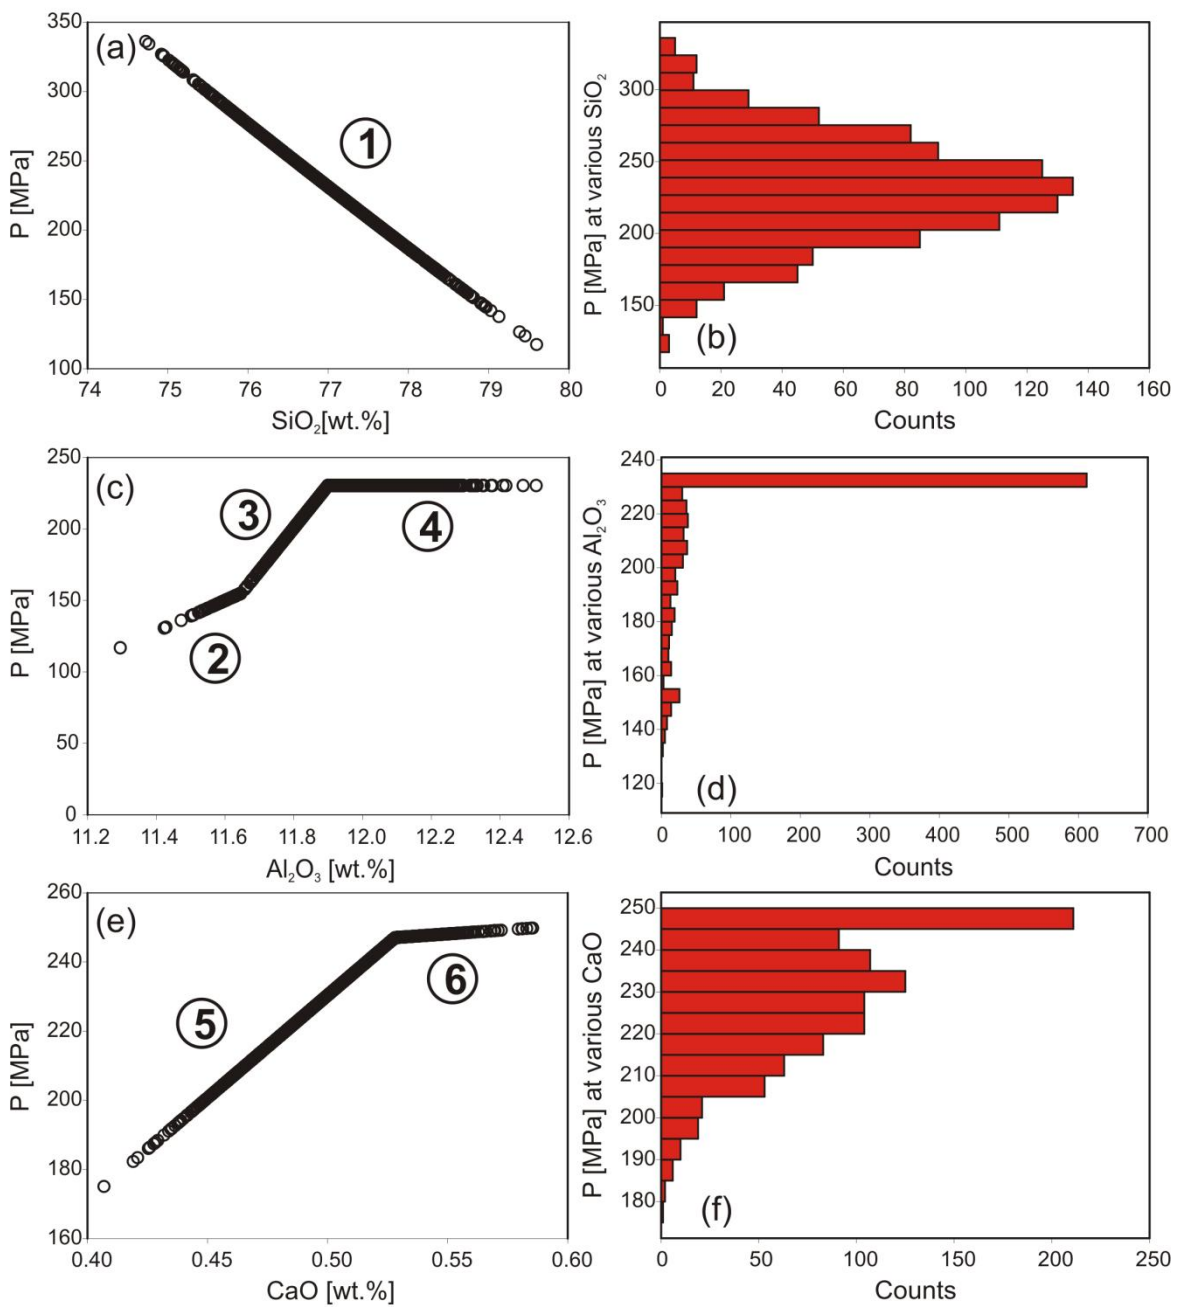 350
300
250
200
150
100
P [MPa]
(a)
1
74 75 76 77 78 79 80
SiO₂[wt.%]
300
250
200
150
P [MPa] at various SiO₂
(b)
0 20 40 60 80 100 120 140 160
Counts
250
200
150
100
50
0
P [MPa]
(c)
3
4
2
11.2 11.4 11.6 11.8 12.0 12.2 12.4 12.6
Al₂O₃ [wt.%]
240
220
200
180
160
140
120
P [MPa] at various Al₂O₃
(d)
0 100 200 300 400 500 600 700
Counts
260
240
220
200
180
160
P [MPa]
(e)
5
6
0.40 0.45 0.50 0.55 0.60
CaO [wt.%]
250
240
230
220
210
200
190
180
P [MPa] at various CaO
(f)
0 50 100 150 200 250
Counts